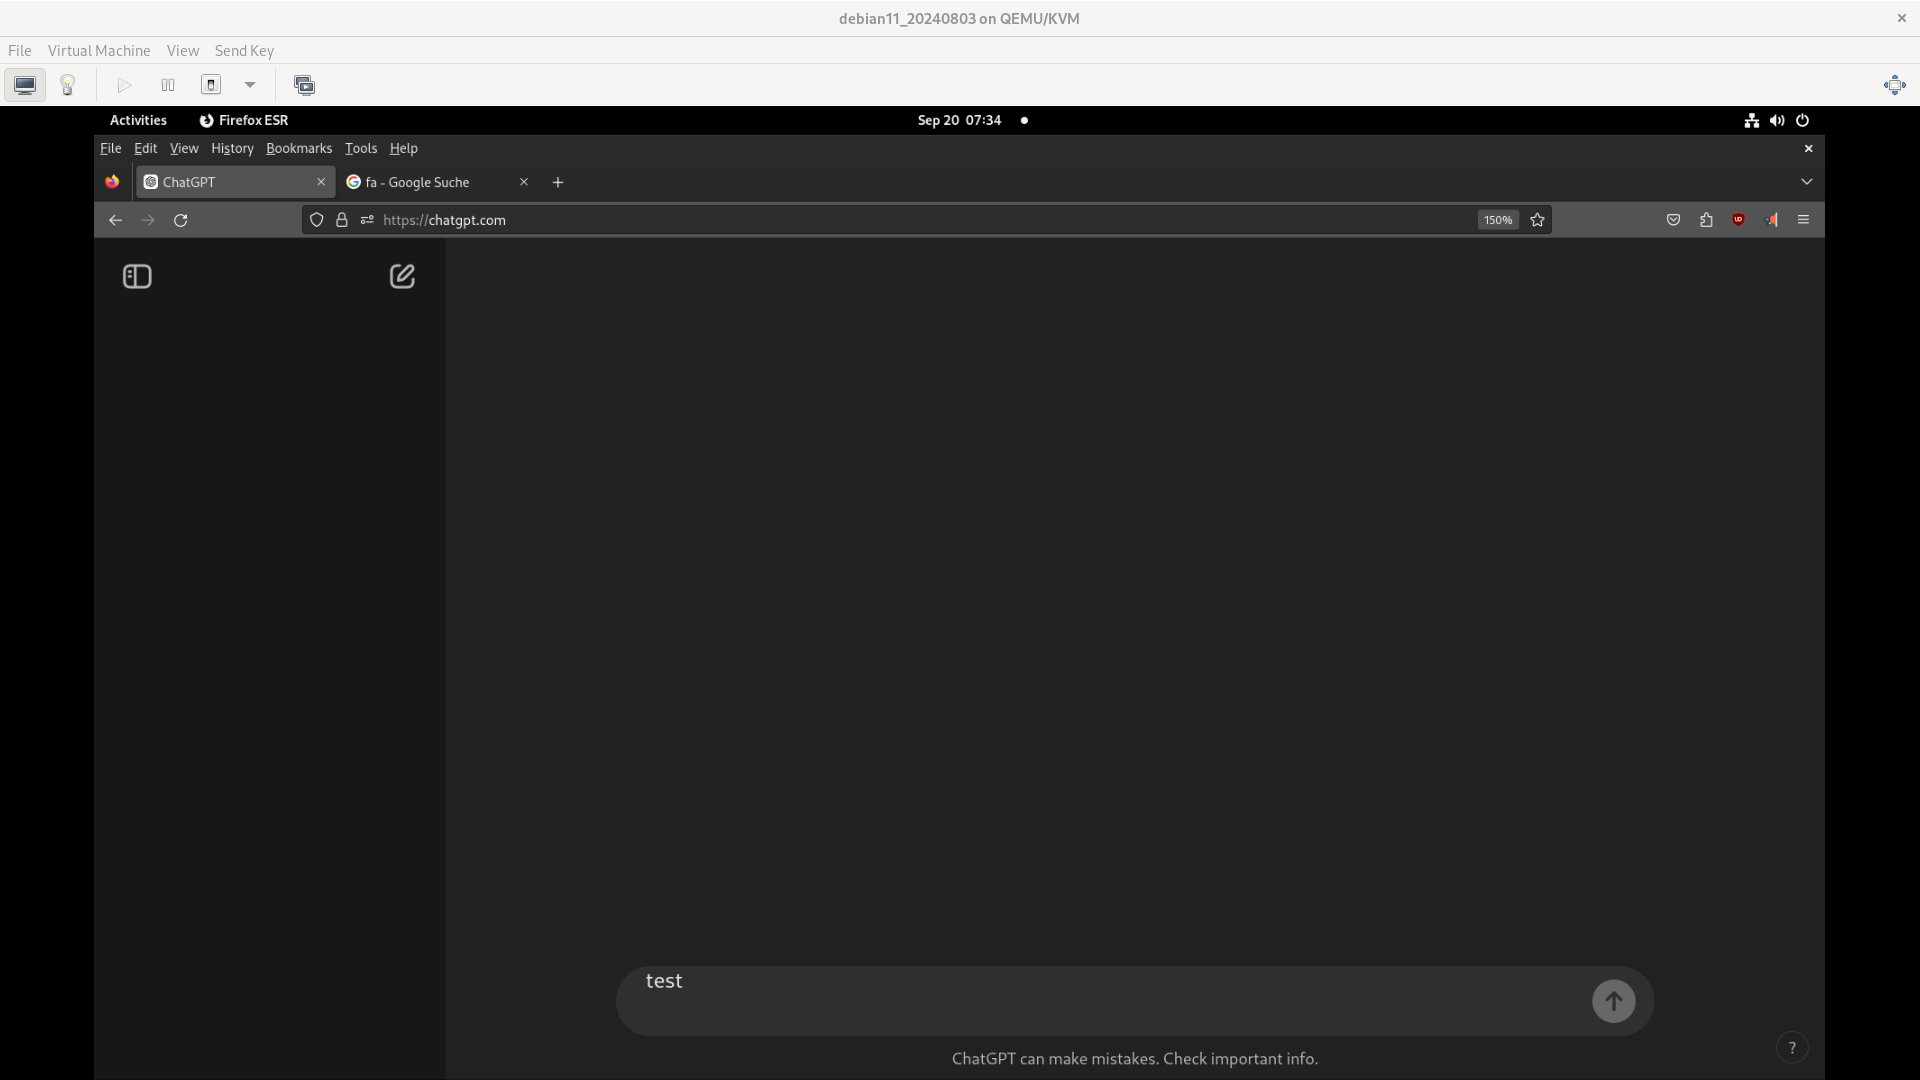 debian11_20240803 on QEMU/KVM
File Virtual Machine View Send Key
Activities Firefox ESR Sep 20 07:34
File Edit View History Bookmarks Tools Help
ChatGPT fa - Google Suche
https://chatgpt.com 150%
test
ChatGPT can make mistakes. Check important info.
?